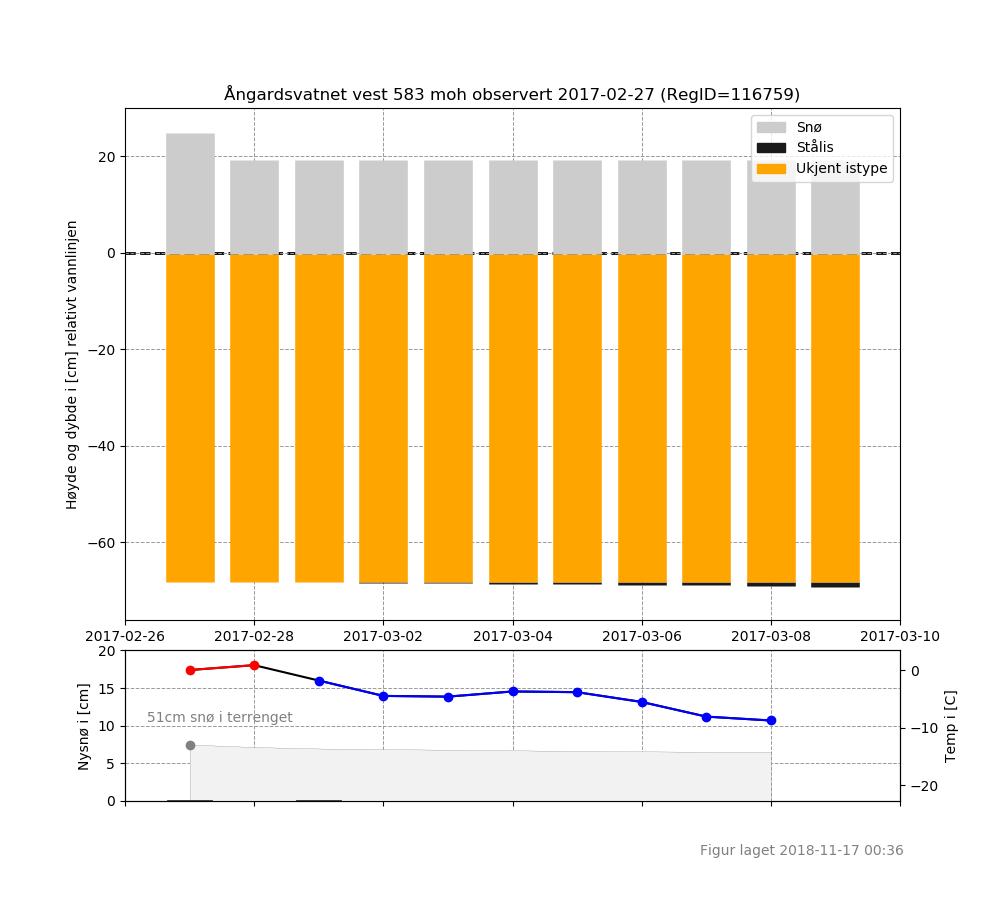 Ångardsvatnet vest 583 moh observert 2017-02-27 (RegID=116759)
Snø
Stålis
Ukjent istype
Høyde og dybde i [cm] relativt vannlinjen
20
0
−20
−40
−60
2017-02-26 2017-02-28 2017-03-02 2017-03-04 2017-03-06 2017-03-08 2017-03-10
Nysnø i [cm]
20
15
10
5
0
51cm snø i terrenget
0
−10
−20
Temp i [C]
Figur laget 2018-11-17 00:36